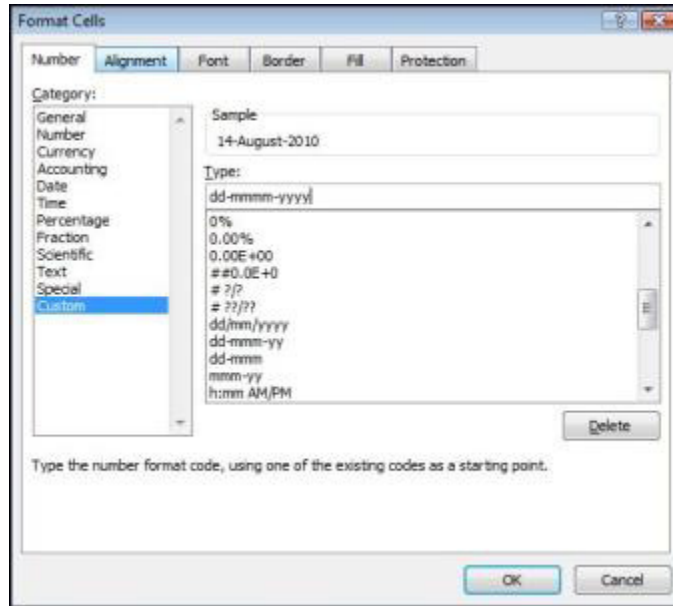 Format Cells
Number Alignment Font Border Fill Protection
Category:
General
Number
Currency
Accounting
Date
Time
Percentage
Fraction
Scientific
Text
Special
Custom
Sample
14-August-2010
Type:
dd-mmmm-yyyy
0%
0.00%
0.00E+00
##0.0E+0
# ?/?
# ??/??
dd/mm/yyyy
dd-mmm-yy
dd-mmm
mmm-yy
h:mm AM/PM
Delete
Type the number format code, using one of the existing codes as a starting point.
OK Cancel